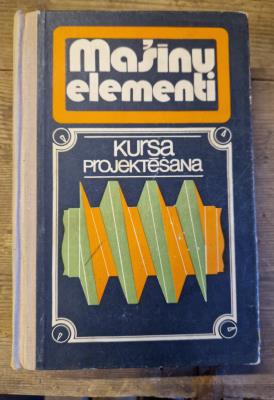 Mašīnu
elementi
KURSA
PROJEKTĒŠANA